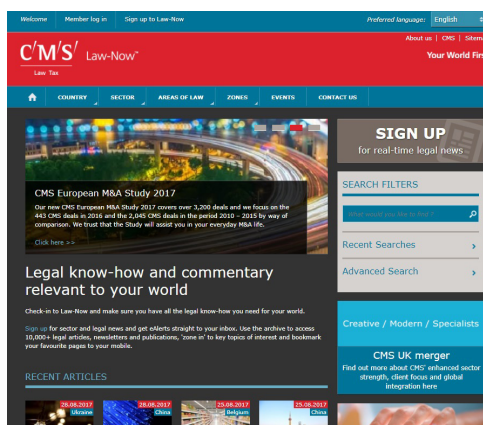 Welcome Member log in Sign up to Law-Now Preferred language: English
About us | CMS | Sitem
C'M'S' Law-Now™
Law Tax
Your World Firs
COUNTRY SECTOR AREAS OF LAW ZONES EVENTS CONTACT US
CMS European M&A Study 2017
Our new CMS European M&A Study 2017 covers over 3,200 deals and we focus on the
443 CMS deals in 2016 and the 2,045 CMS deals in the period 2010 – 2015 by way of
comparison. We trust that the Study will assist you in your everyday M&A life.
Click here >>
SIGN UP
for real-time legal news
SEARCH FILTERS
What would you like to find ?
Recent Searches
Advanced Search
Legal know-how and commentary
relevant to your world
Check-in to Law-Now and make sure you have all the legal know-how you need for your world.
Sign up for sector and legal news and get eAlerts straight to your inbox. Use the archive to access
10,000+ legal articles, newsletters and publications, 'zone in' to key topics of interest and bookmark
your favourite pages to your mobile.
Creative / Modern / Specialists
CMS UK merger
Find out more about CMS' enhanced sector
strength, client focus and global
integration here
RECENT ARTICLES
28.08.2017 28.08.2017 25.08.2017 25.08.2017
Ukraine China Belgium China